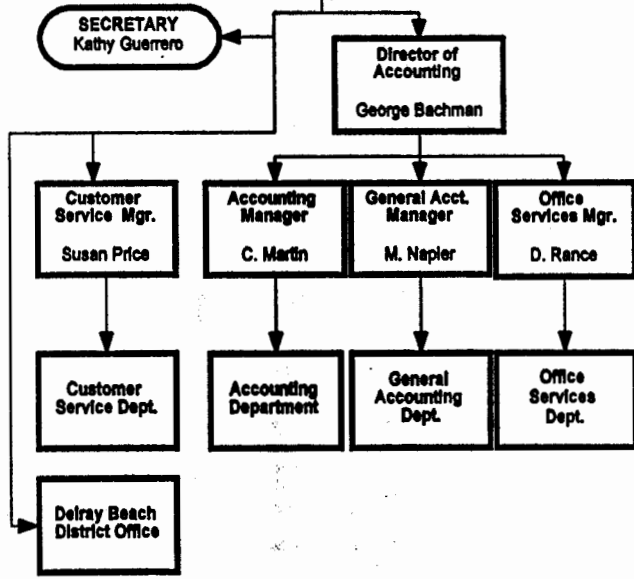 SECRETARY
Kathy Guerrero
Director of
Accounting
George Bachman
Customer
Service Mgr.
Susan Price
Accounting
Manager
C. Martin
General Acct.
Manager
M. Napier
Office
Services Mgr.
D. Rance
Customer
Service Dept.
Accounting
Department
General
Accounting
Dept.
Office
Services
Dept.
Delray Beach
District Office